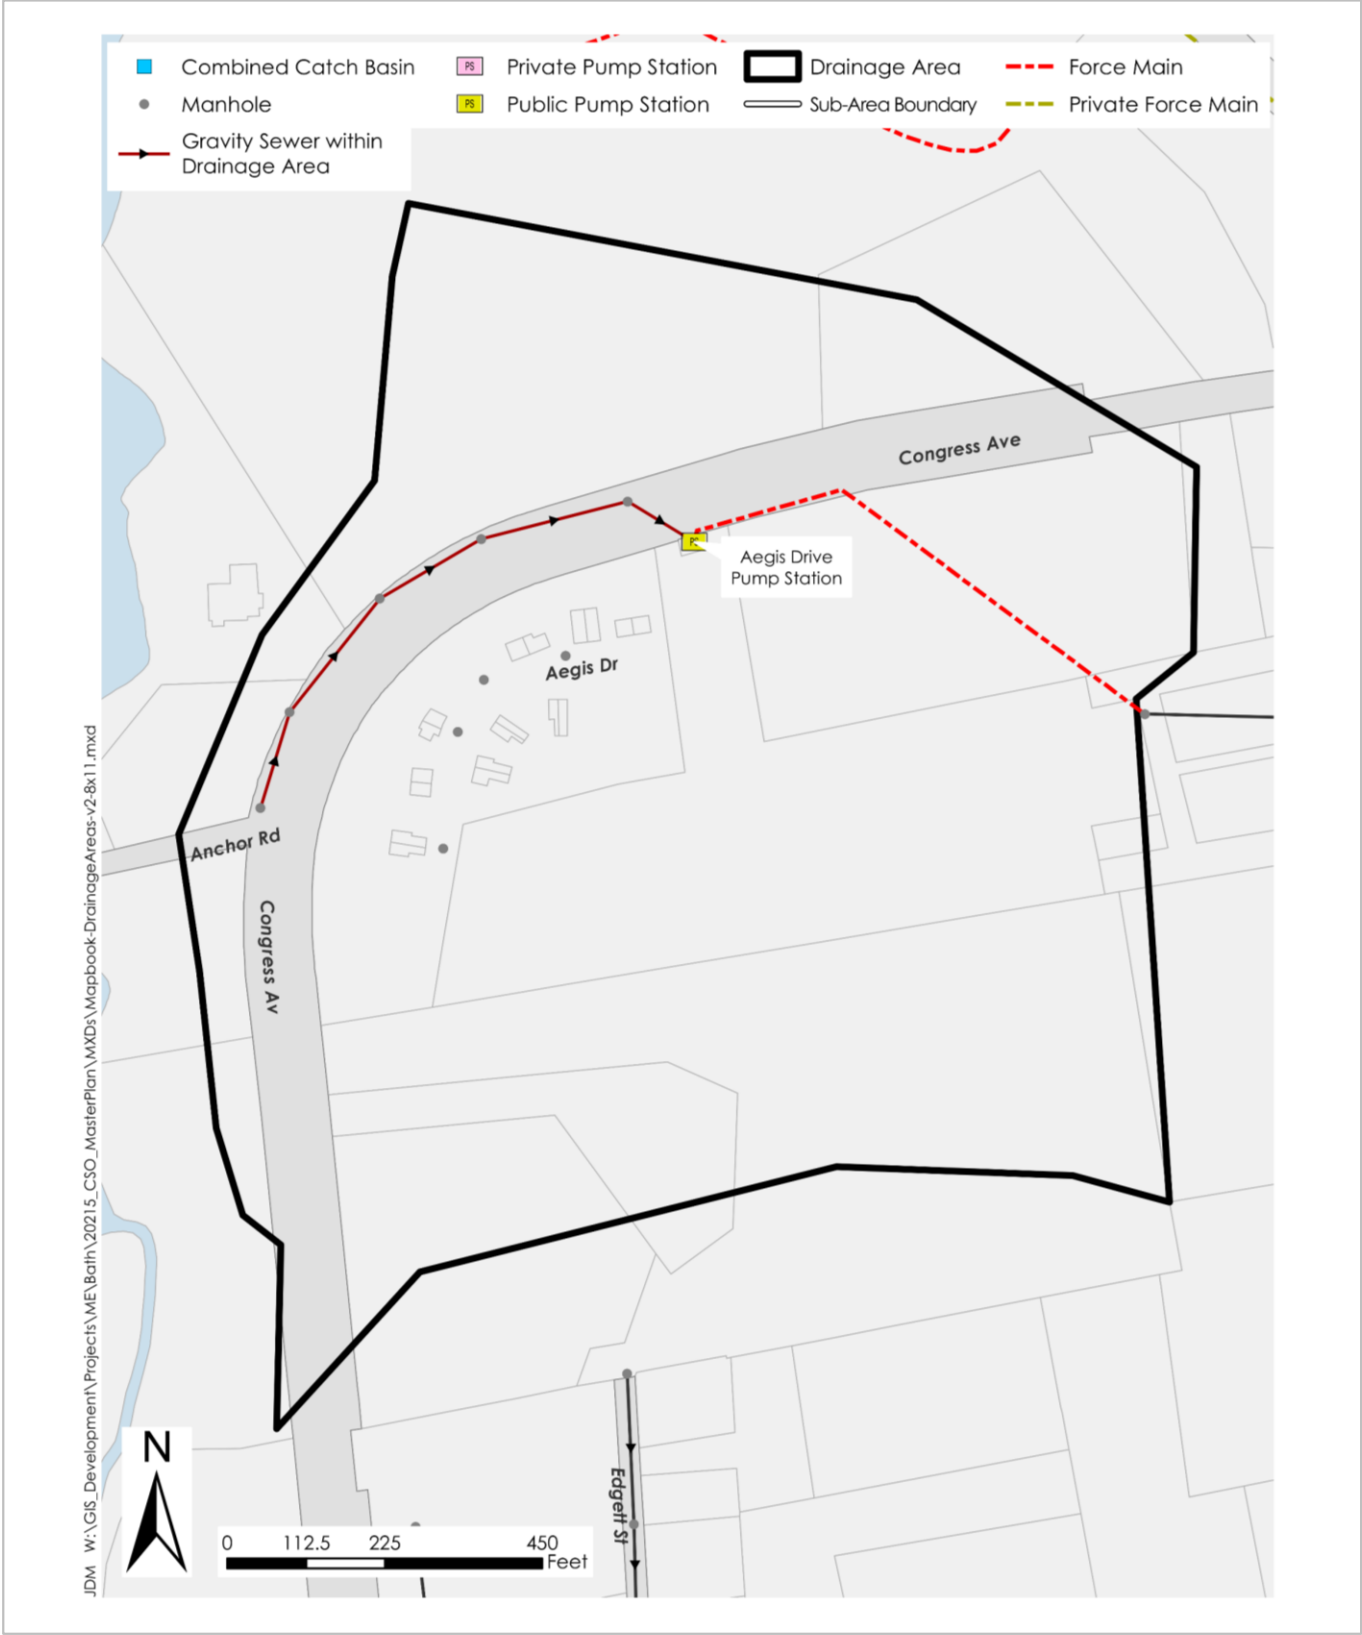 Combined Catch Basin
Manhole
Gravity Sewer within
Drainage Area
PS Private Pump Station
PS Public Pump Station
Drainage Area
Sub-Area Boundary
Force Main
Private Force Main
Congress Ave
PS
Aegis Drive
Pump Station
Aegis Dr
Anchor Rd
Congress Av
Edgett St
N
0 112.5 225 450
Feet
JDM W:\GIS_Development\Projects\ME\Bath\20215_CSO_MasterPlan\MXDs\Mapbook-DrainageAreas-v2-8x11.mxd